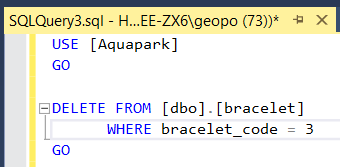 SQLQuery3.sql - H...EE-ZX6\geopo (73))*
USE [Aquapark]
GO
DELETE FROM [dbo].[bracelet]
WHERE bracelet_code = 3
GO